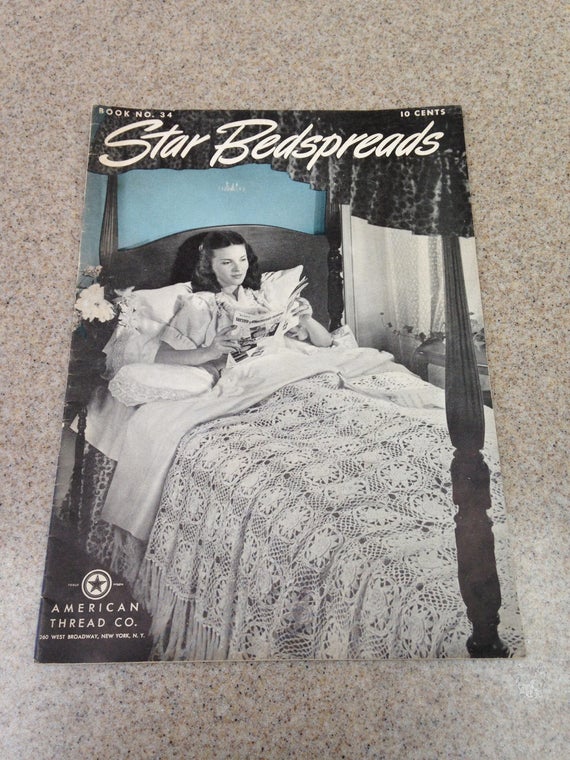 BOOK NO. 34
10 CENTS
Star Bedspreads
AMERICAN
THREAD CO.
260 WEST BROADWAY, NEW YORK, N. Y.